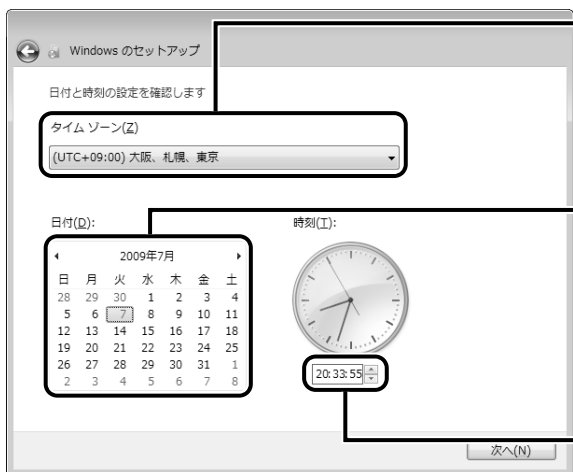 Windows のセットアップ
日付と時刻の設定を確認します
タイム ゾーン(Z)
(UTC+09:00) 大阪、札幌、東京
日付(D):
時刻(T):
2009年7月
日 月 火 水 木 金 土
28 29 30 1 2 3 4
5 6 7 8 9 10 11
12 13 14 15 16 17 18
19 20 21 22 23 24 25
26 27 28 29 30 31 1
2 3 4 5 6 7 8
20:33:55
次へ(N)